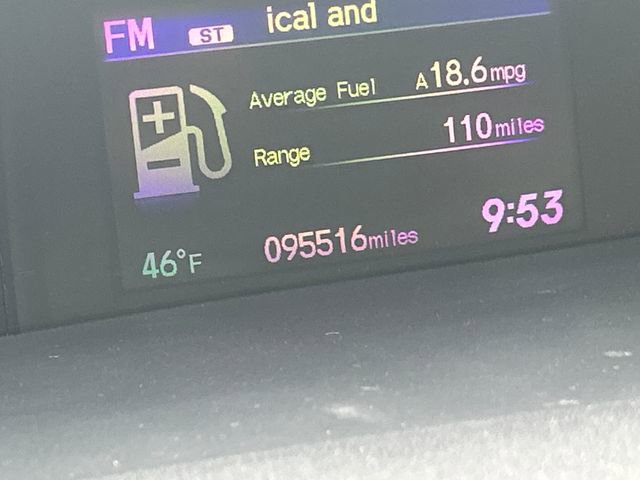 FM ST ical and
Average Fuel A18.6mpg
Range 110miles
46°F 095516miles 9:53